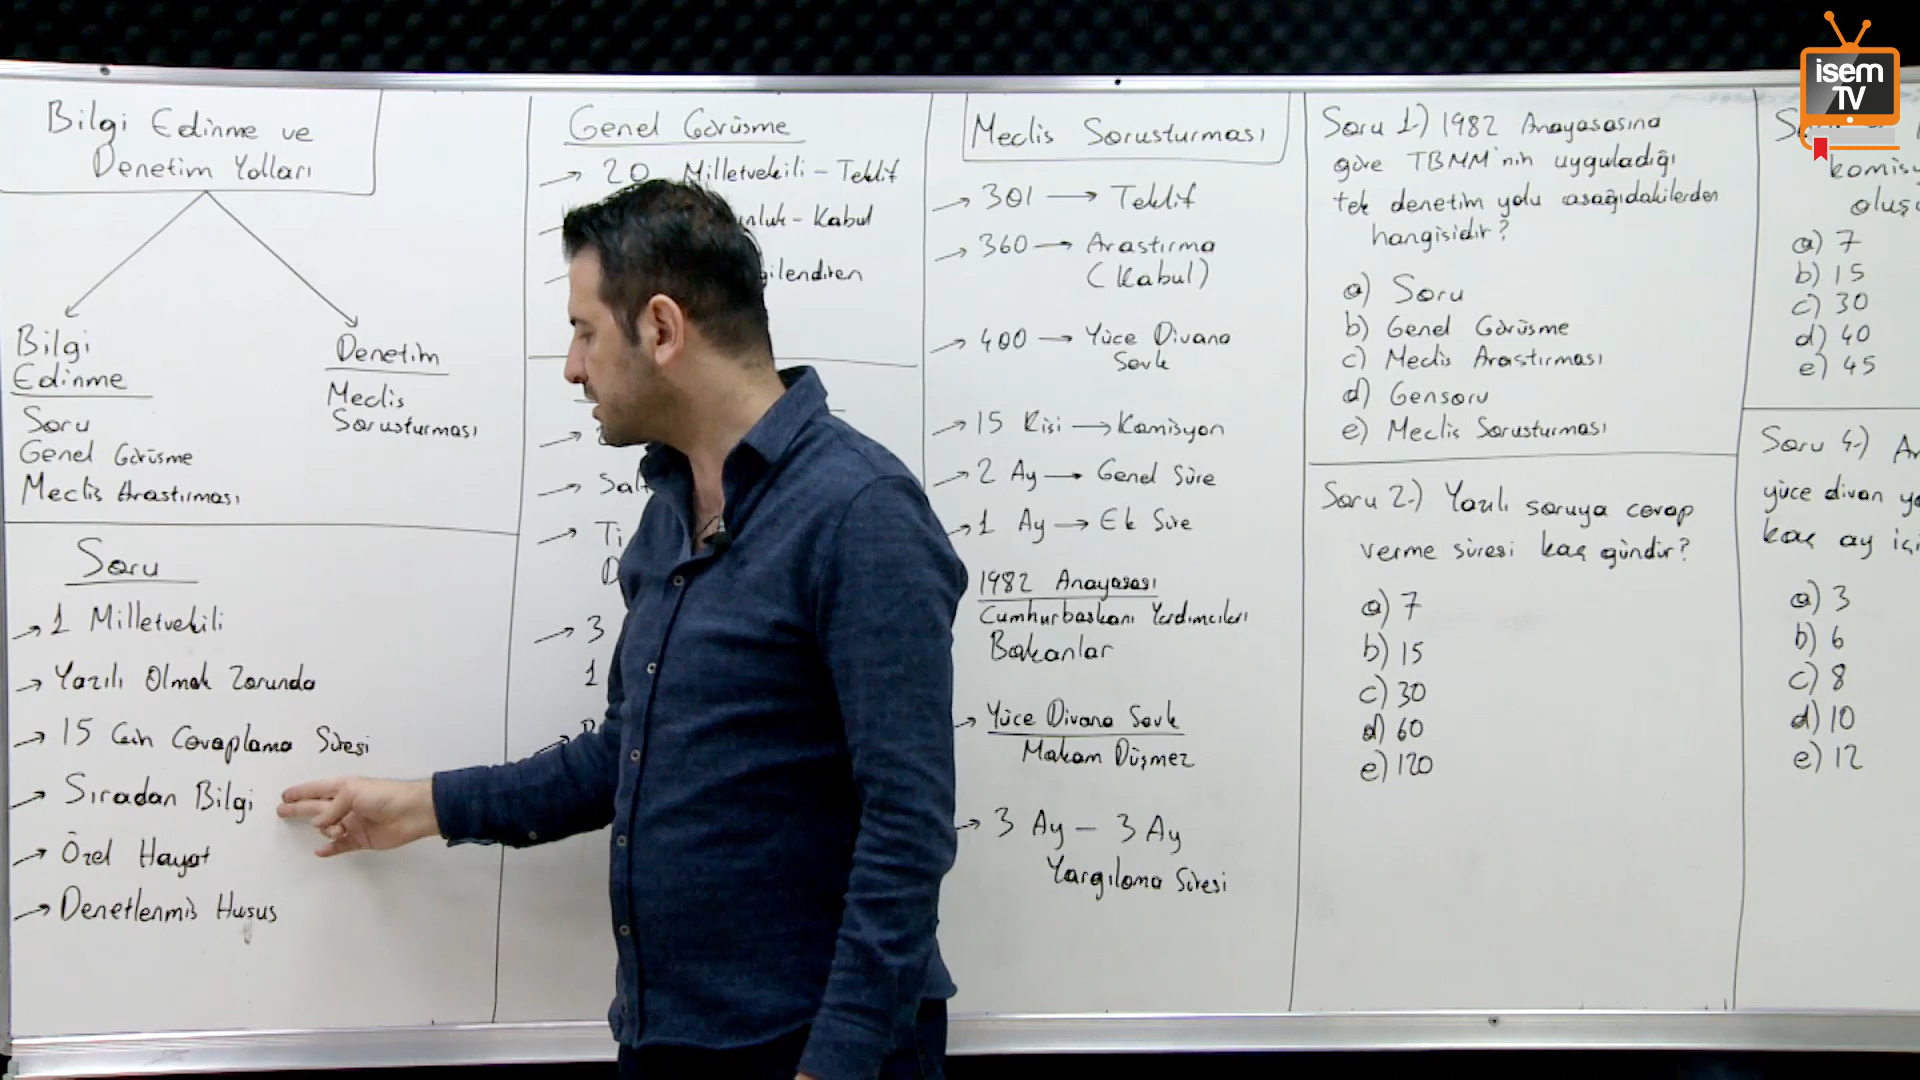 isem
TV
Bilgi Edinme ve
Denetim Yolları
Bilgi
Edinme
Soru
Genel Görüşme
Meclis Araştırması
Denetim
Meclis
Soruşturması
Soru
1 Milletvekili
Yazılı Olmak Zorunda
15 Gün Cevaplama Süresi
Sıradan Bilgi
Özel Hayat
Denetlenmiş Husus
Genel Görüşme
20 Milletvekili - Teklif
- Kabul
3
1
Meclis Soruşturması
301 → Teklif
360 → Araştırma
(Kabul)
400 → Yüce Divana
Sevk
15 Kişi → Komisyon
2 Ay → Genel Süre
1 Ay → Ek Süre
1982 Anayasası
Cumhurbaşkanı Yardımcıları
Bakanlar
Yüce Divana Sevk
Makam Düşmez
3 Ay - 3 Ay
Yargılama Süresi
Soru 1-) 1982 Anayasasına
göre TBMM'nin uyguladığı
tek denetim yolu aşağıdakilerden
hangisidir?
a) Soru
b) Genel Görüşme
c) Meclis Araştırması
d) Gensoru
e) Meclis Soruşturması
Soru 2-) Yazılı soruya cevap
verme süresi kaç gündür?
a) 7
b) 15
c) 30
d) 60
e) 120
a) 7
b) 15
c) 30
d) 40
e) 45
Soru 4-)
yüce divan
kaç ay
a) 3
b) 6
c) 8
d) 10
e) 12